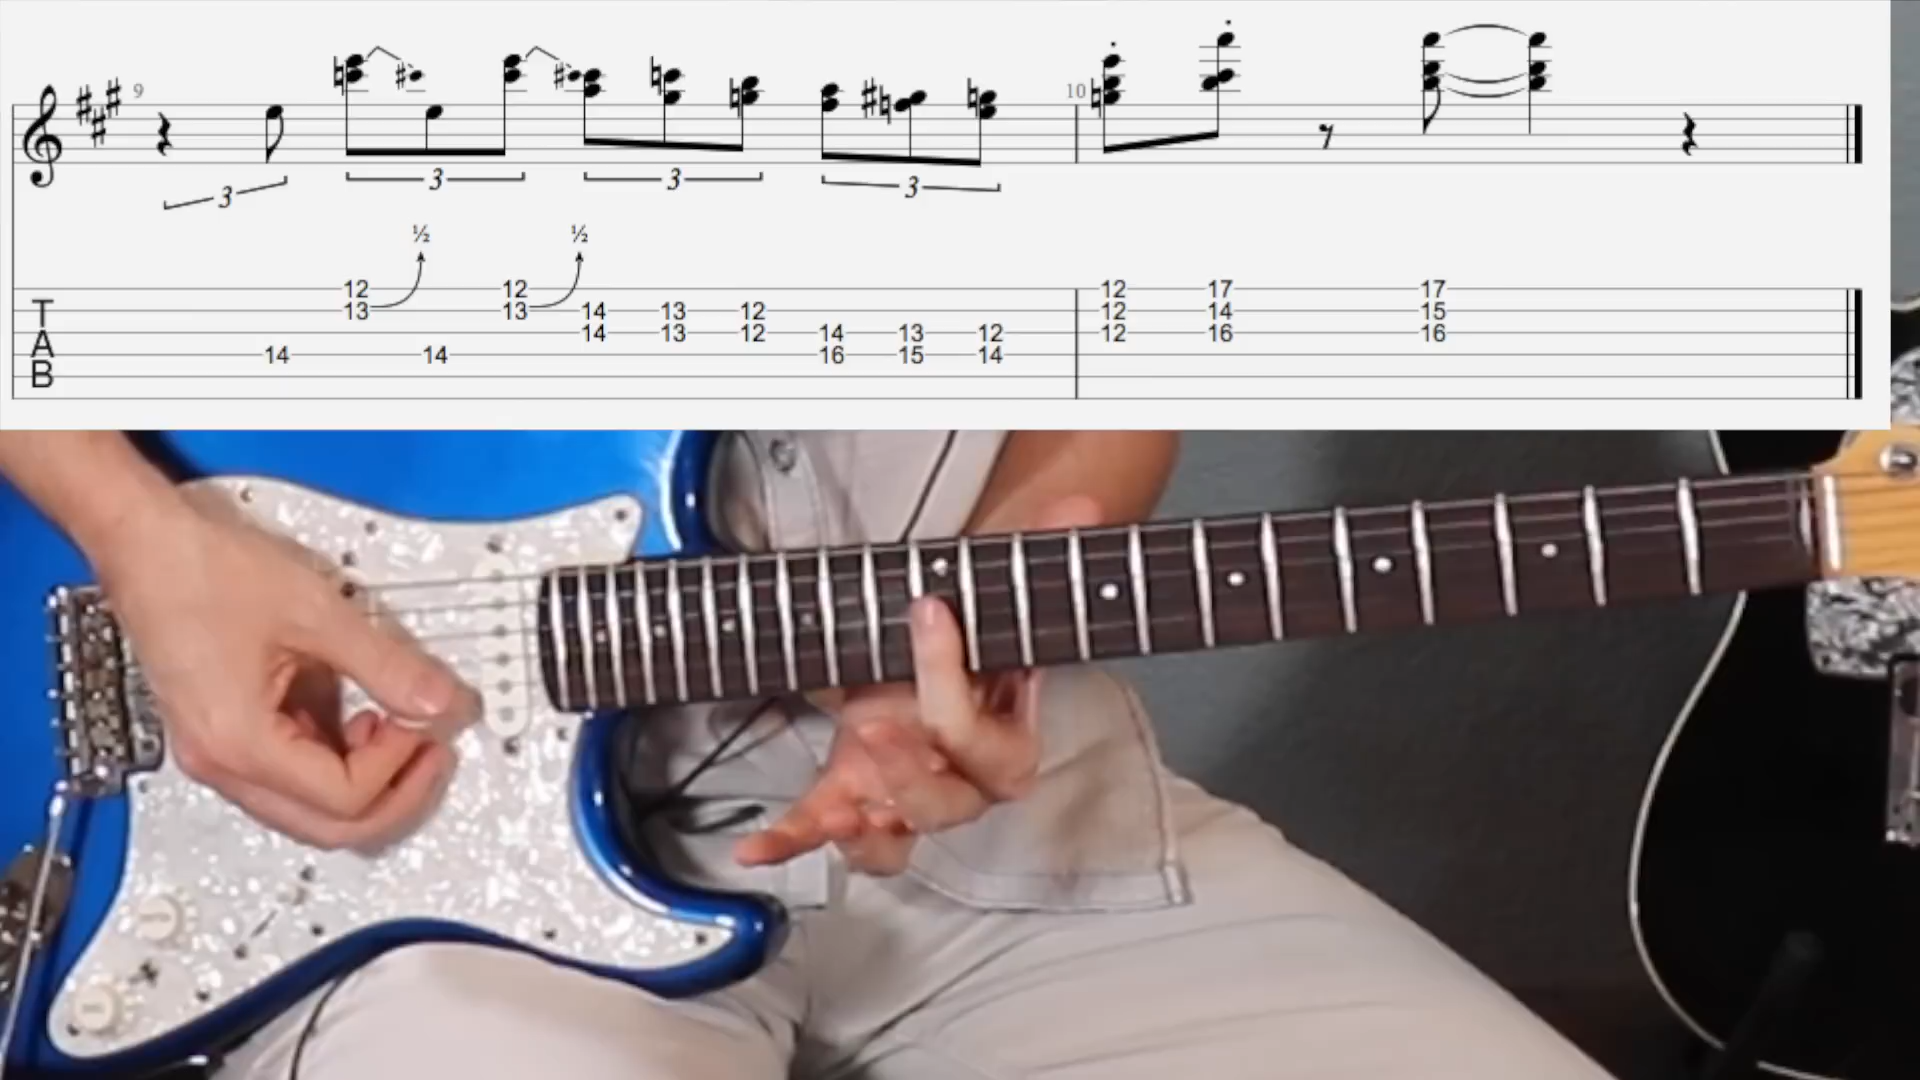 9 10
3 3 3 3
½ ½
12 12 12 17 17
T 13 13 14 13 12 12 14 15
14 13 12 14 13 12 12 16 16
A 14 14 16 15 14
B